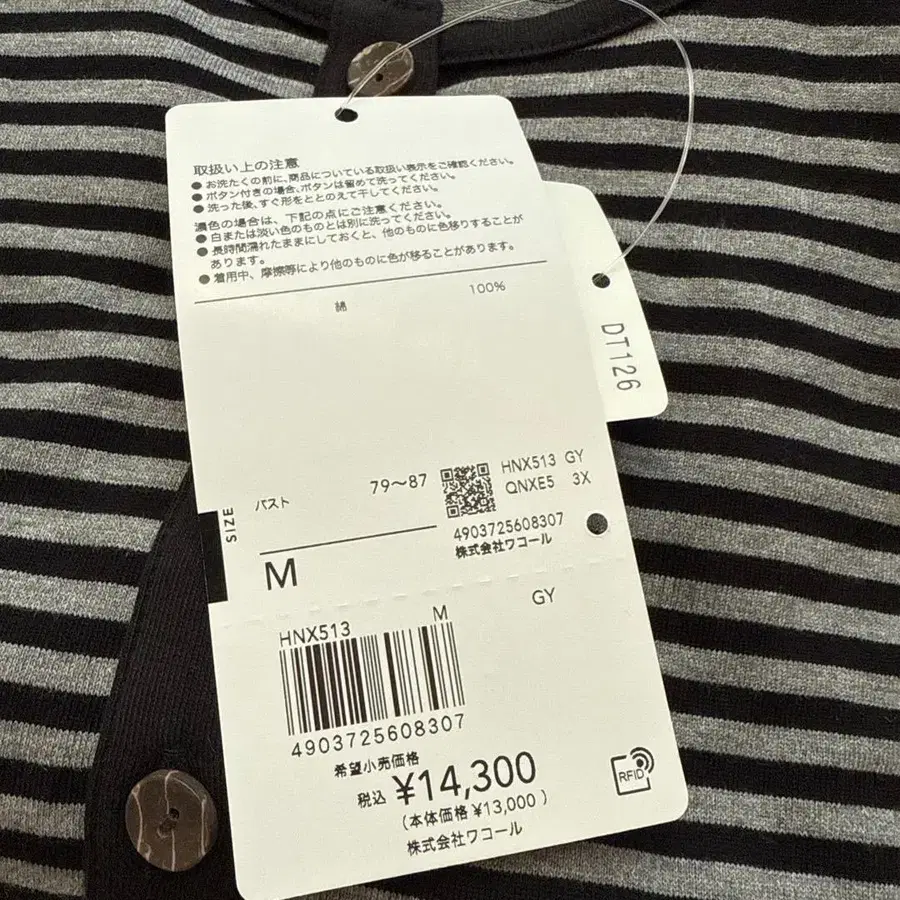 取扱い上の注意
●お洗たくの前に、商品についている取扱い表示をご確認ください。
●ボタン付きの場合、ボタンは留めて洗ってください。
●洗った後、すぐ形をととのえて干してください。
濃色の場合は、下記の点にご注意ください。
●白または淡い色のものとは別に洗ってください。
●長時間濡れたままにしておくと、他のものに色移りすることが
あります。
●着用中、摩擦等により他のものに色が移ることがあります。
綿 100%
DT126
SIZE
バスト 79〜87
M
HNX513 GY
QNXE5 3X
4903725608307
株式会社ワコール
GY
HNX513 M
4903725608307
希望小売価格
税込 ¥14,300
(本体価格 ¥13,000)
株式会社ワコール
RFID